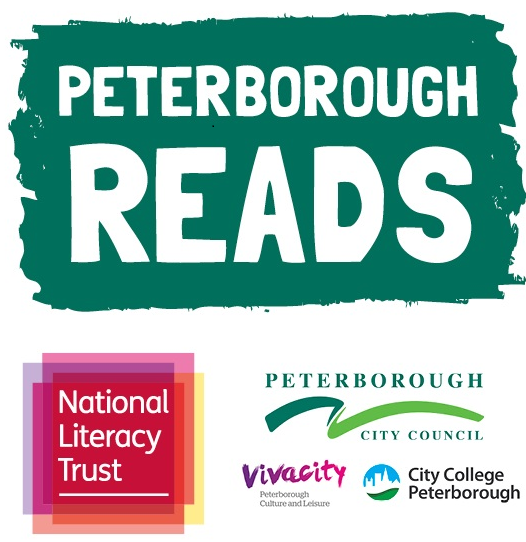 PETERBOROUGH
READS
National
Literacy
Trust
PETERBOROUGH
CITY COUNCIL
Vivacity
Peterborough
Culture and Leisure
City College
Peterborough